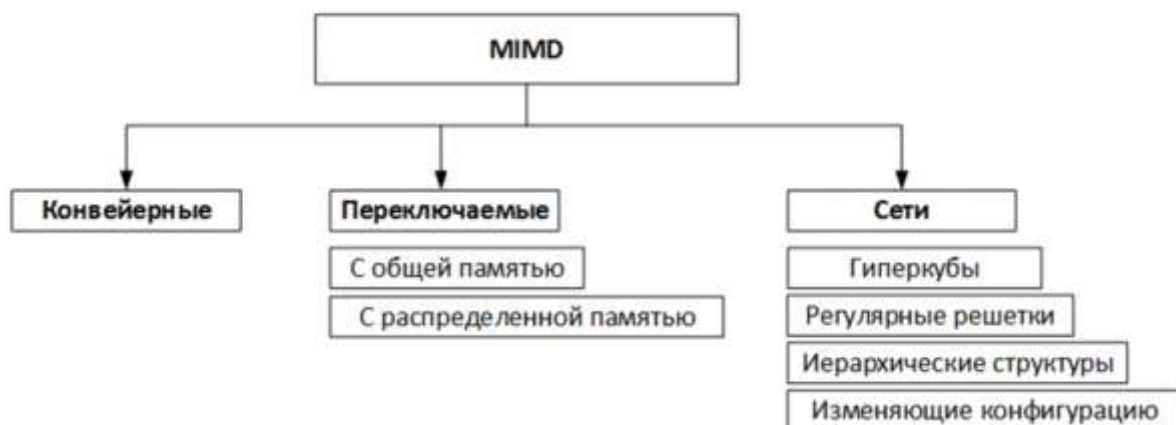 MIMD
Конвейерные
Переключаемые
С общей памятью
С распределенной памятью
Сети
Гиперкубы
Регулярные решетки
Иерархические структуры
Изменяющие конфигурацию